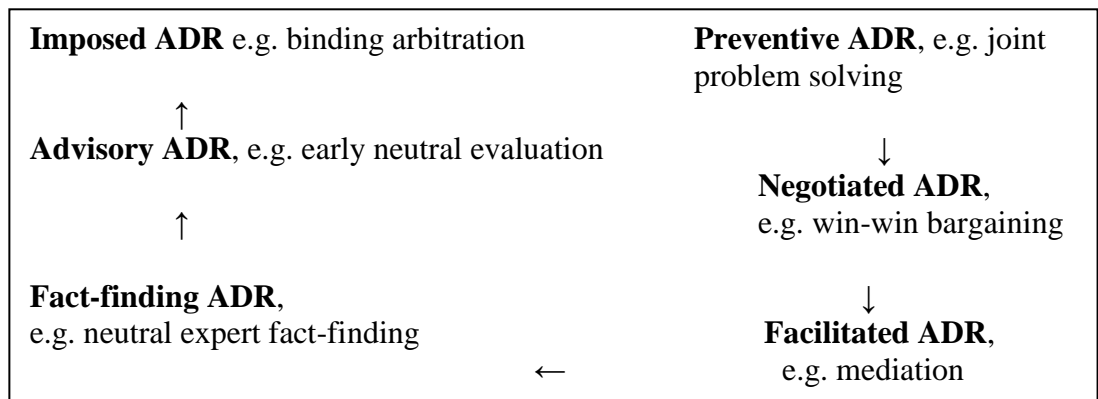 Imposed ADR e.g. binding arbitration
Preventive ADR, e.g. joint
problem solving
↑
Advisory ADR, e.g. early neutral evaluation
↓
Negotiated ADR,
e.g. win-win bargaining
↑
Fact-finding ADR,
e.g. neutral expert fact-finding
↓
Facilitated ADR,
e.g. mediation
←